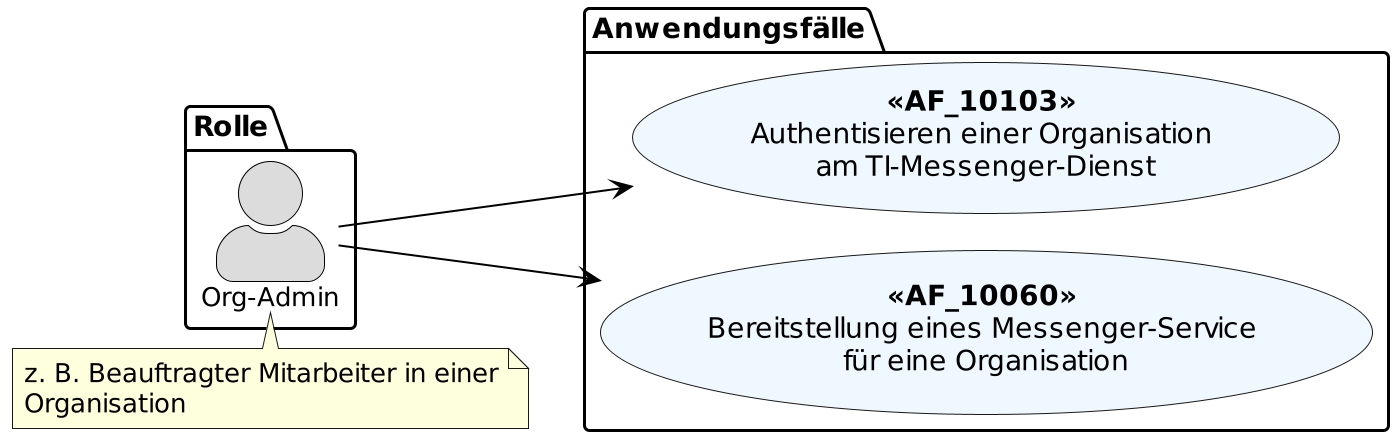 Anwendungsfälle
«AF_10103»
Authentisieren einer Organisation
am TI-Messenger-Dienst
Rolle
Org-Admin
«AF_10060»
Bereitstellung eines Messenger-Service
für eine Organisation
z. B. Beauftragter Mitarbeiter in einer
Organisation